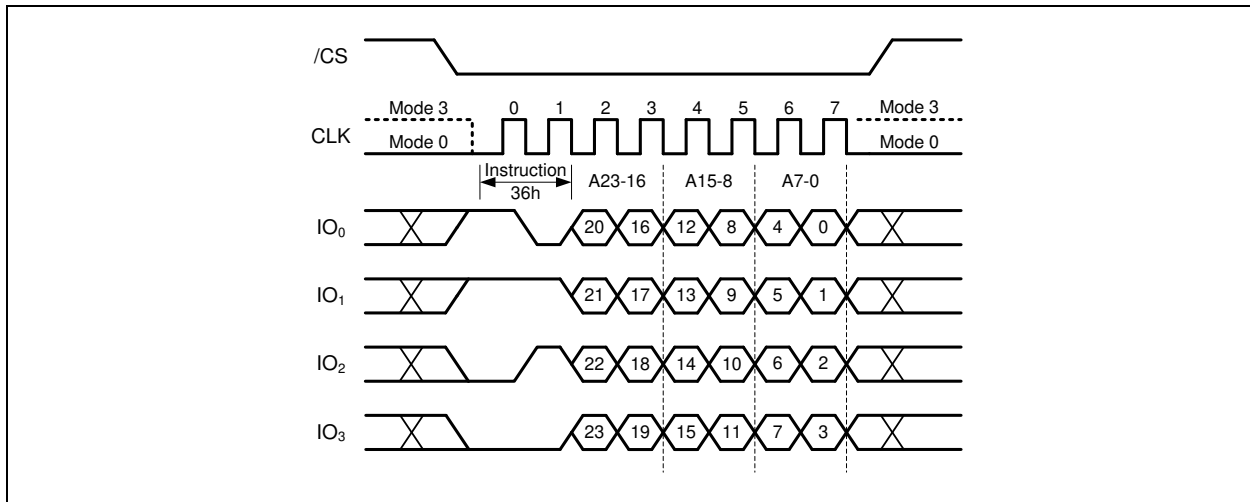 /CS
Mode 3 0 1 2 3 4 5 6 7 Mode 3
CLK
Mode 0 Mode 0
Instruction
36h
A23-16 A15-8 A7-0
IO₀ 20 16 12 8 4 0
IO₁ 21 17 13 9 5 1
IO₂ 22 18 14 10 6 2
IO₃ 23 19 15 11 7 3